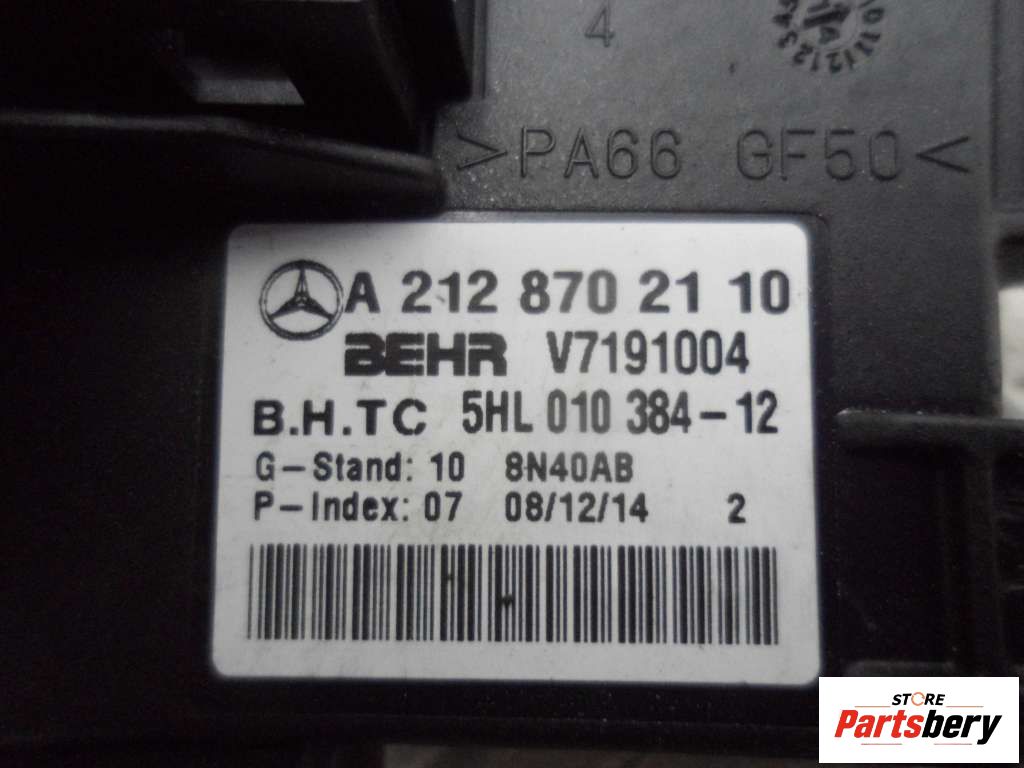 4
>PA66 GF50<
A 212 870 21 10
BEHR V7191004
B.H.TC 5HL 010 384-12
G-Stand: 10 8N40AB
P-Index: 07 08/12/14 2
STORE
Partsbery